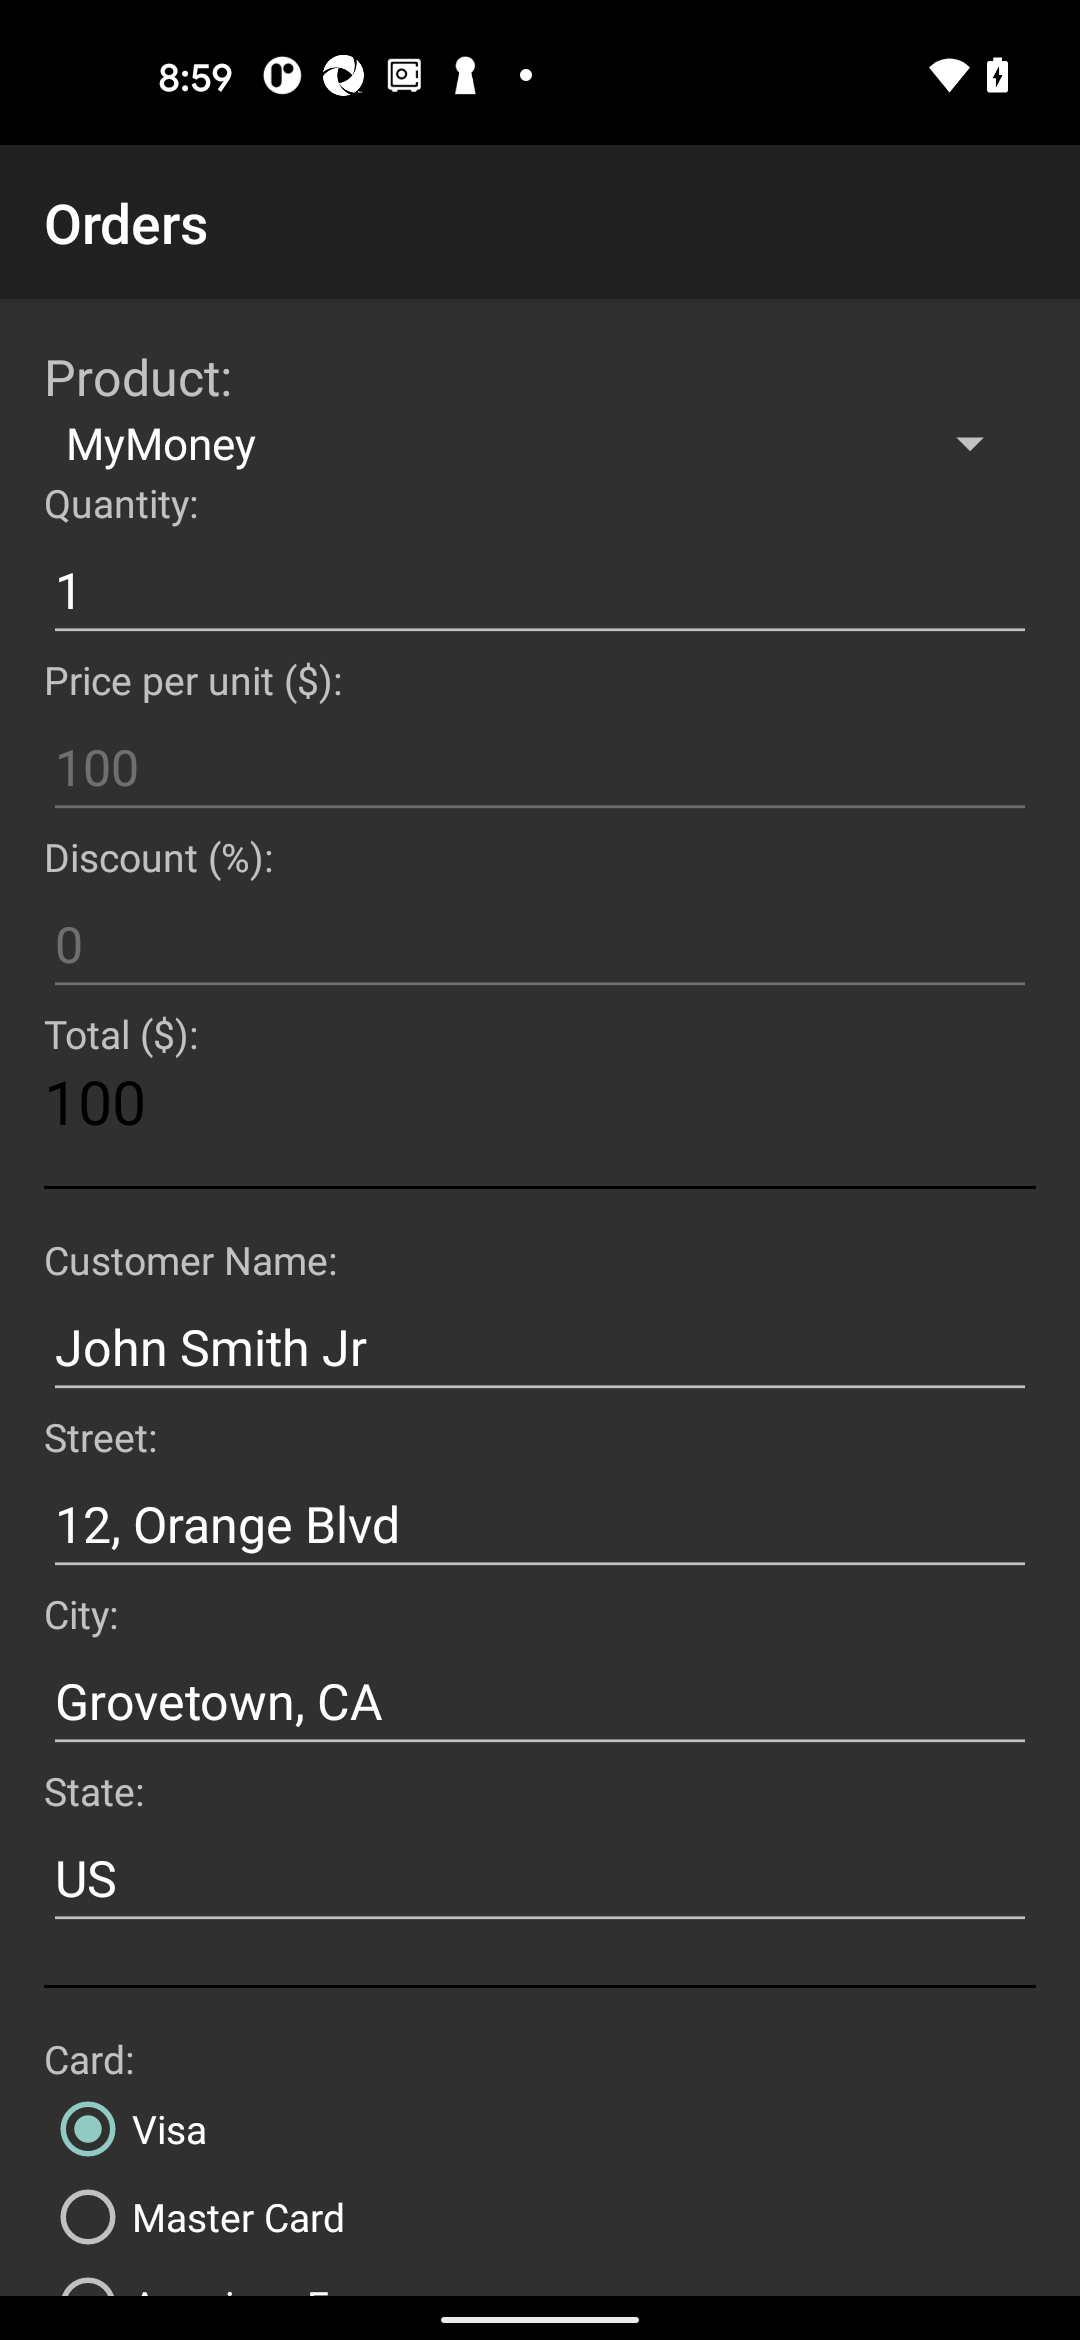 8:59
Orders
Product:
MyMoney
Quantity:
1
Price per unit ($):
100
Discount (%):
0
Total ($):
100
Customer Name:
John Smith Jr
Street:
12, Orange Blvd
City:
Grovetown, CA
State:
US
Card:
Visa
Master Card